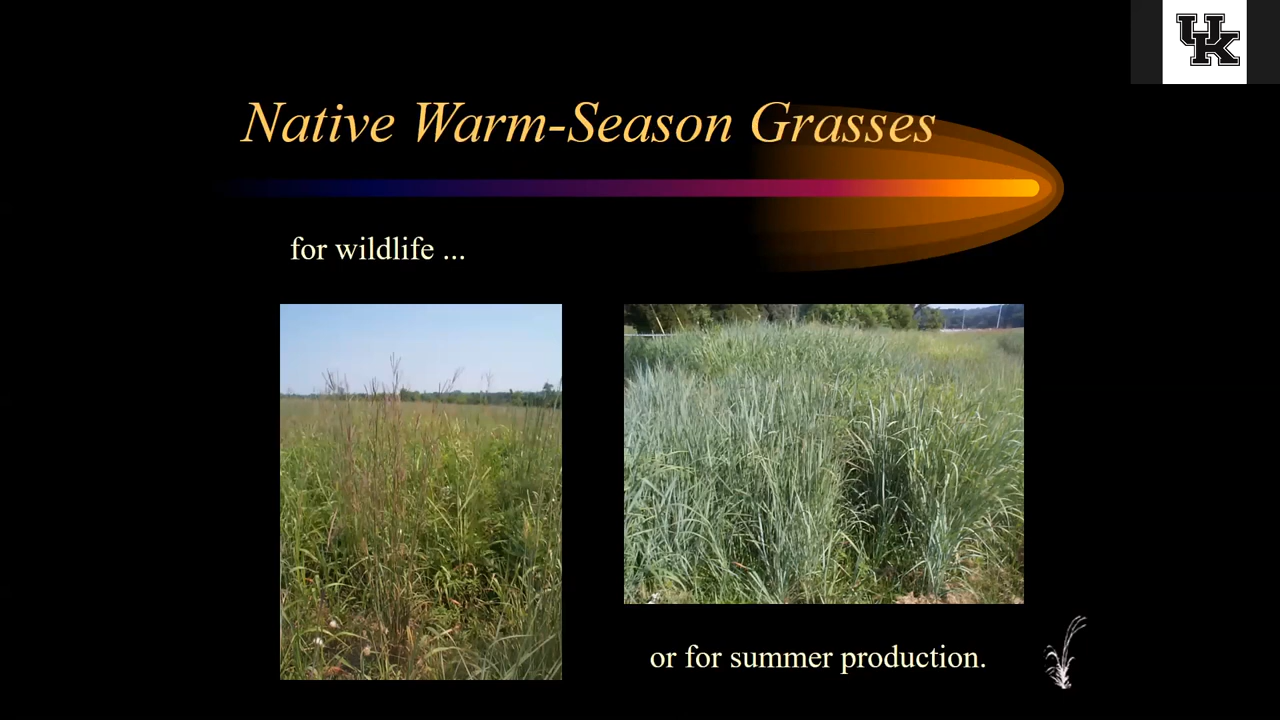 UK
Native Warm-Season Grasses
for wildlife ...
or for summer production.